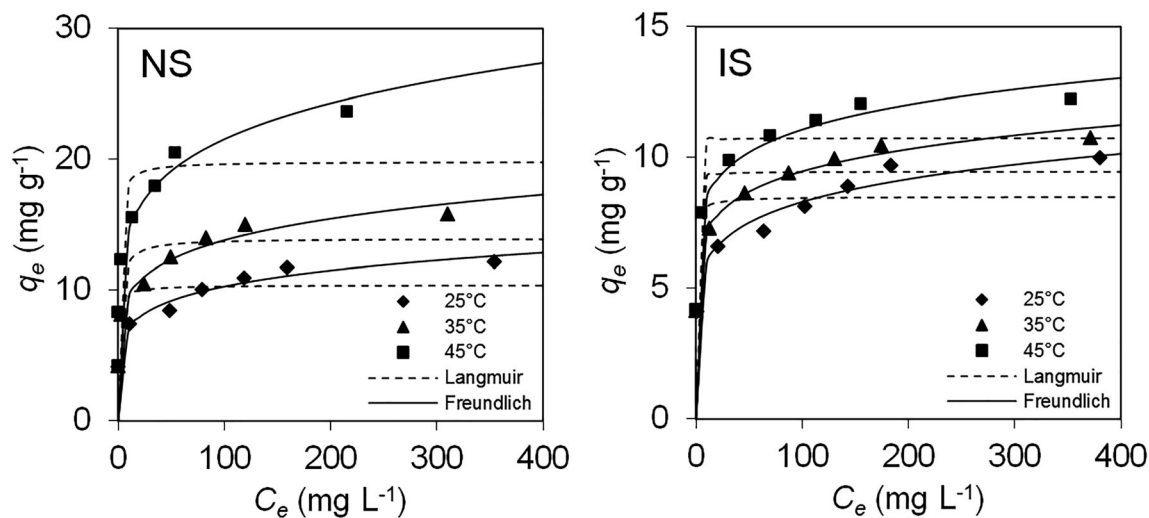 NS
30
20
10
0
qe (mg g-1)
25°C
35°C
45°C
Langmuir
Freundlich
0 100 200 300 400
Ce (mg L-1)
IS
15
10
5
0
qe (mg g-1)
25°C
35°C
45°C
Langmuir
Freundlich
0 100 200 300 400
Ce (mg L-1)